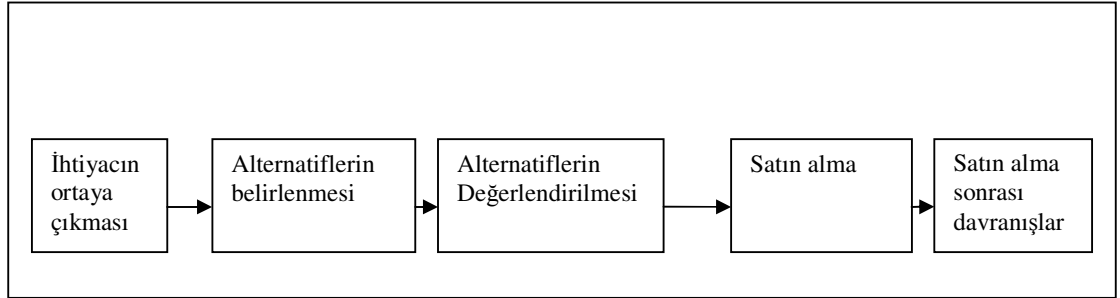 İhtiyacın
ortaya
çıkması
Alternatiflerin
belirlenmesi
Alternatiflerin
Değerlendirilmesi
Satın alma
Satın alma
sonrası
davranışlar